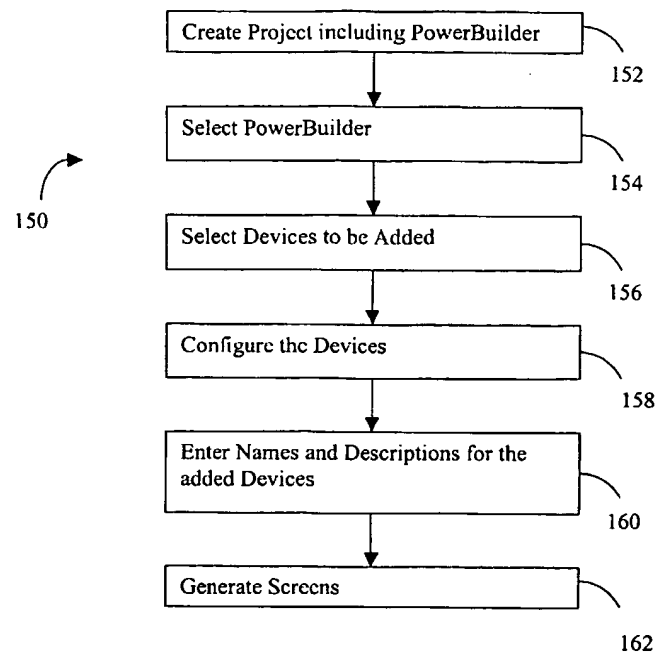 Create Project including PowerBuilder
152
Select PowerBuilder
154
150
Select Devices to be Added
156
Configure the Devices
158
Enter Names and Descriptions for the
added Devices
160
Generate Screens
162